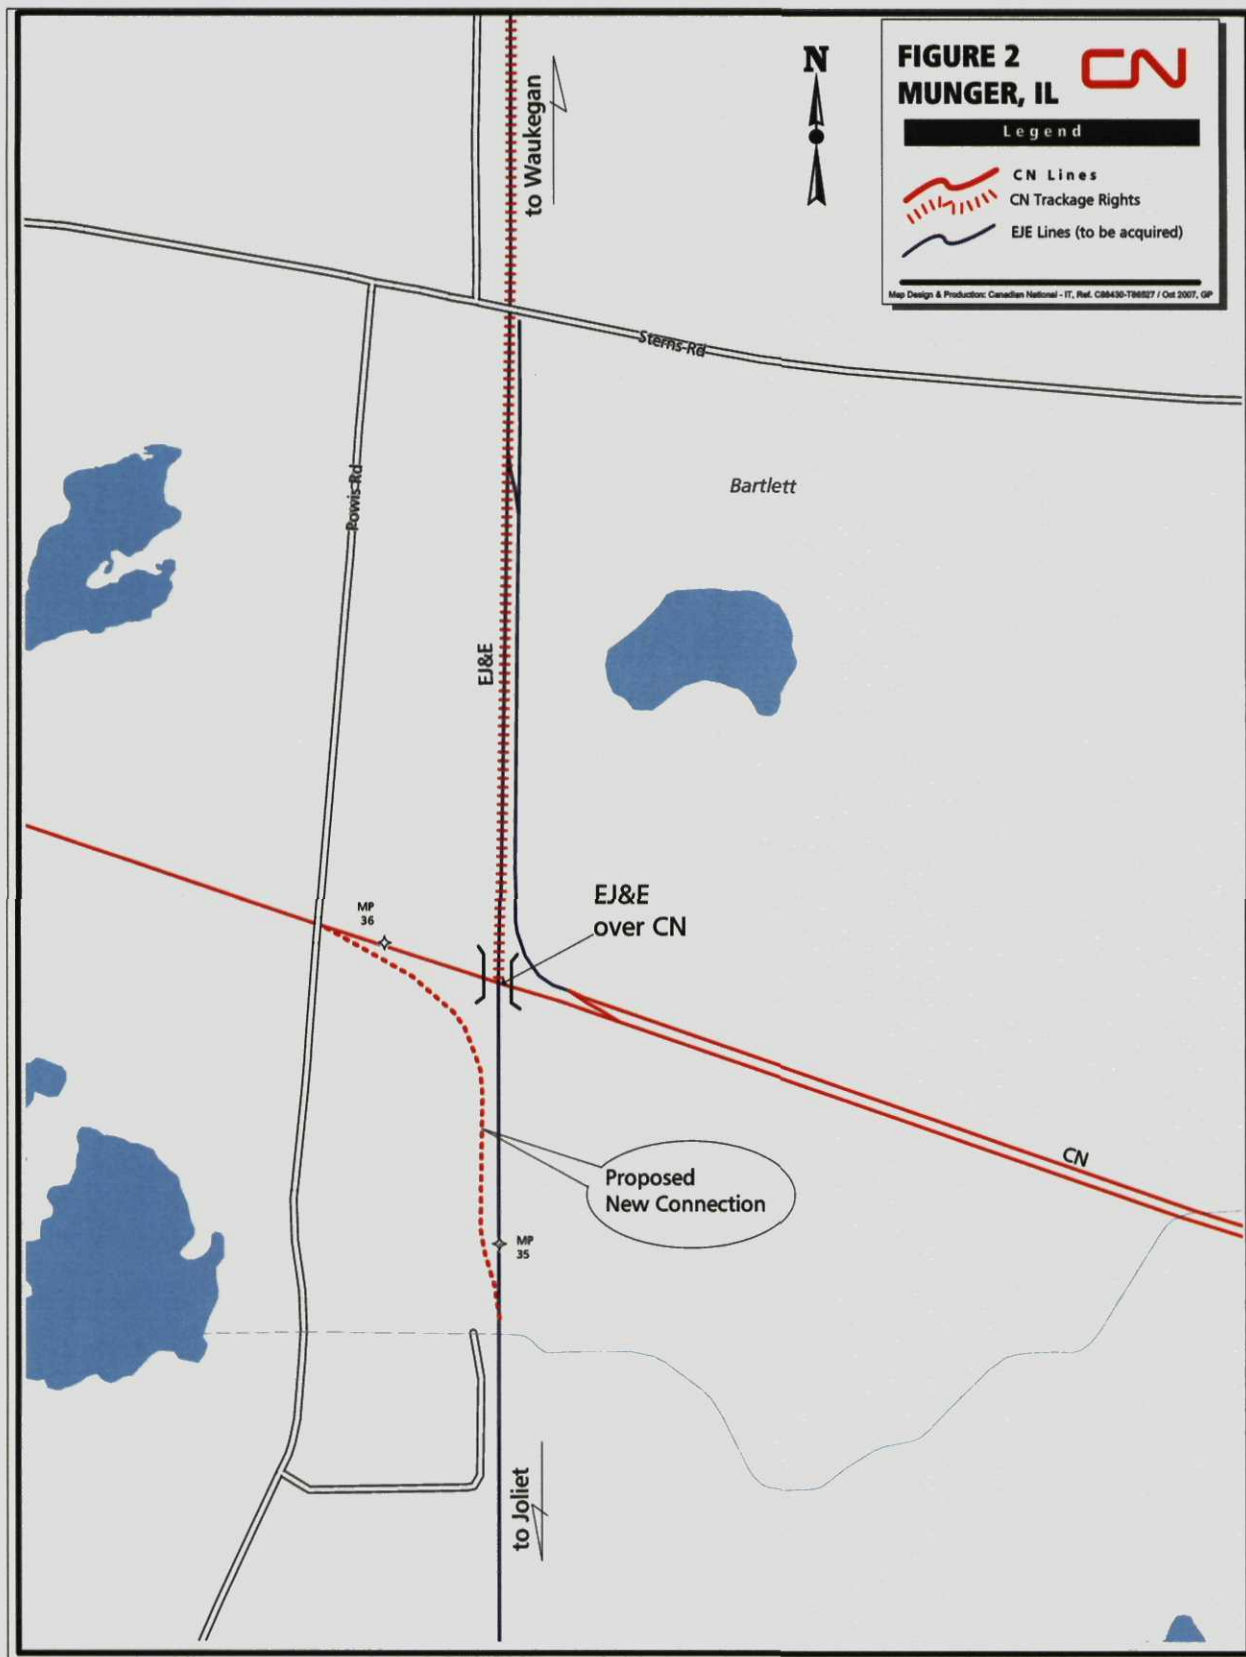 FIGURE 2
MUNGER, IL
CN
Legend
CN Lines
CN Trackage Rights
EJE Lines (to be acquired)
Map Design & Production: Canadian National - IT, Ref. C88430-T86527 / Oct 2007, GP
N
to Waukegan
Sterns Rd
Powis Rd
Bartlett
EJ&E
EJ&E
over CN
MP
36
CN
Proposed
New Connection
MP
35
to Joliet